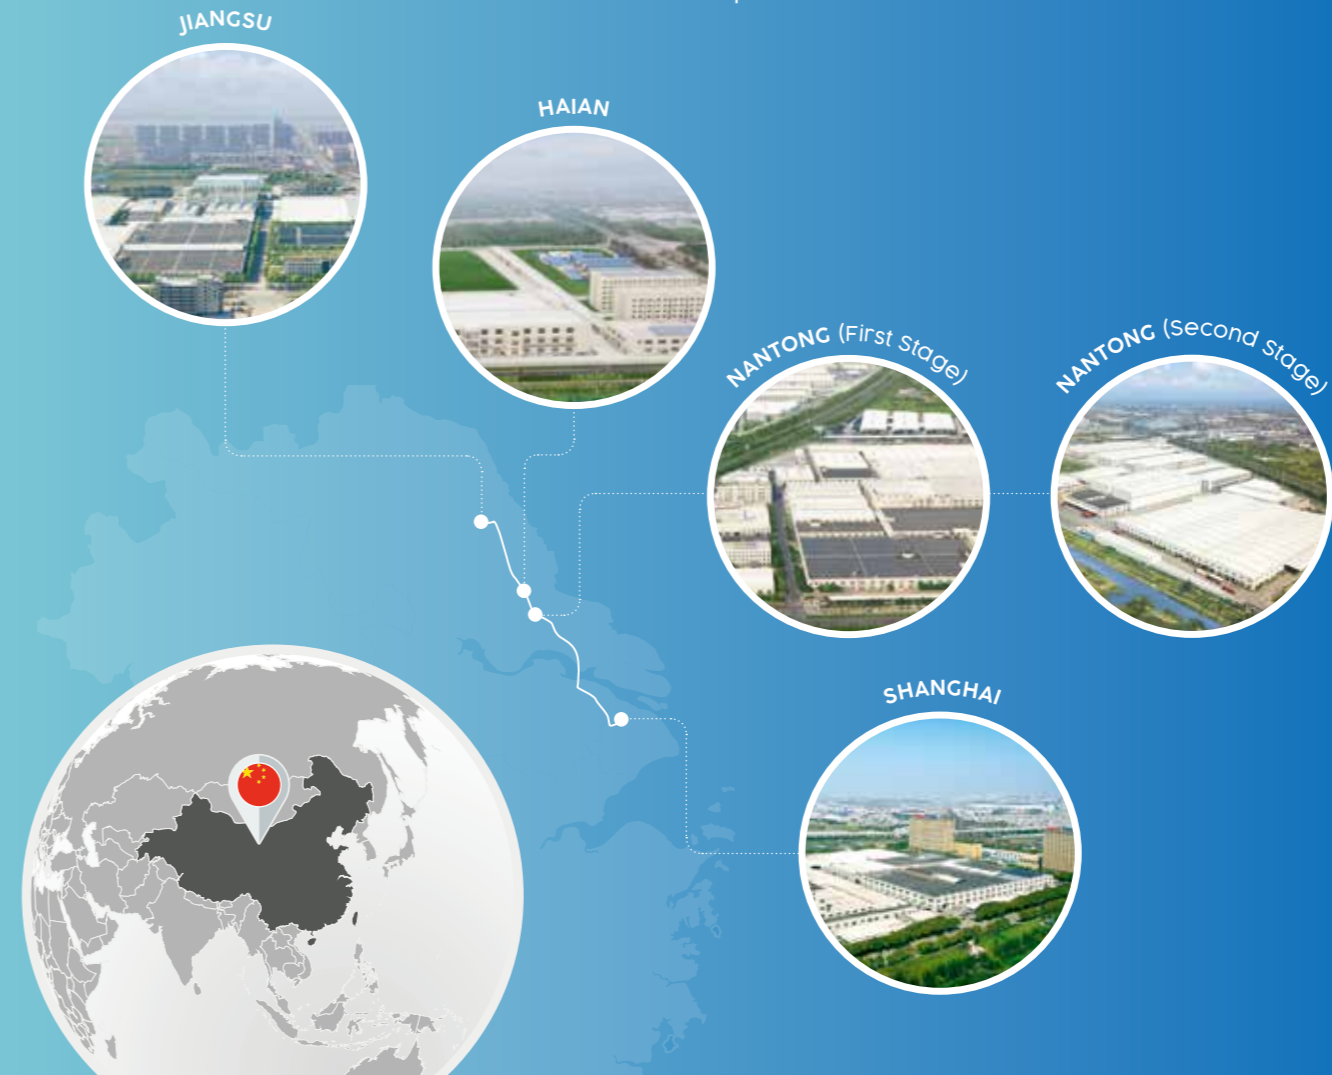 JIANGSU
HAIAN
NANTONG (First Stage)
NANTONG (Second Stage)
SHANGHAI